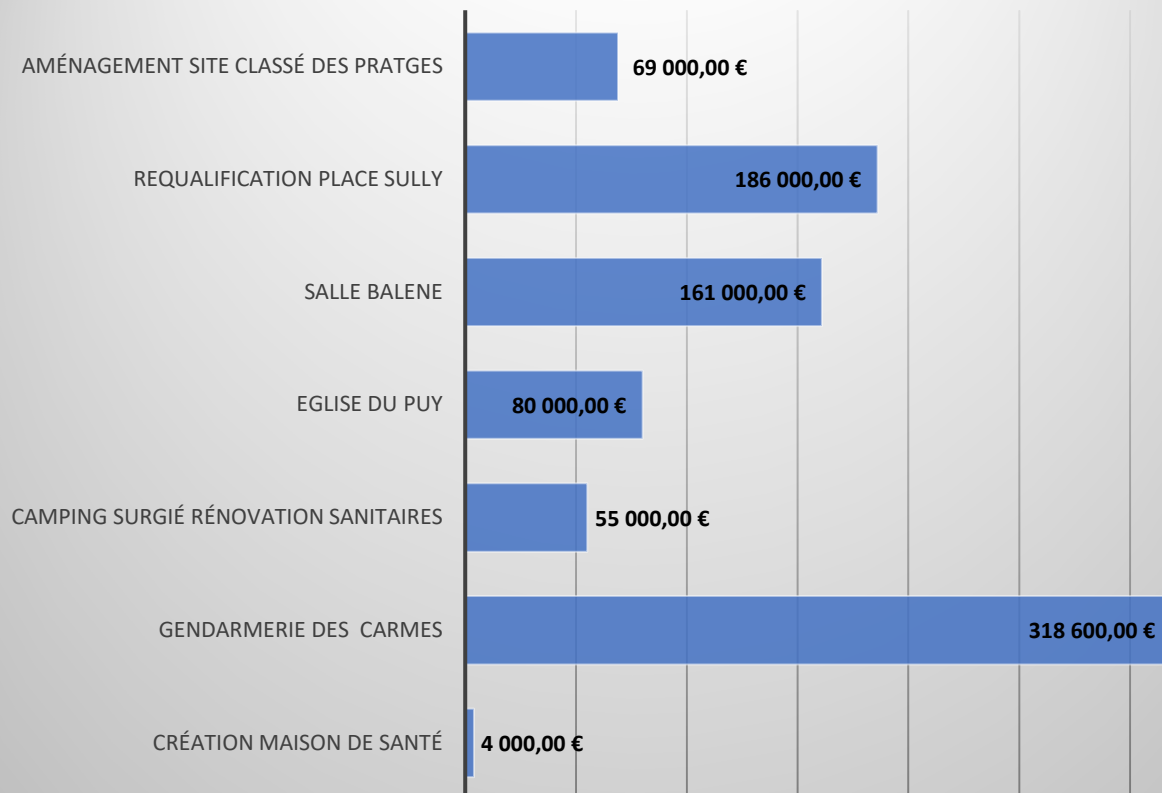 AMÉNAGEMENT SITE CLASSÉ DES PRATGES 69 000,00 €
REQUALIFICATION PLACE SULLY 186 000,00 €
SALLE BALENE 161 000,00 €
EGLISE DU PUY 80 000,00 €
CAMPING SURGIÉ RÉNOVATION SANITAIRES 55 000,00 €
GENDARMERIE DES  CARMES 318 600,00 €
CRÉATION MAISON DE SANTÉ 4 000,00 €